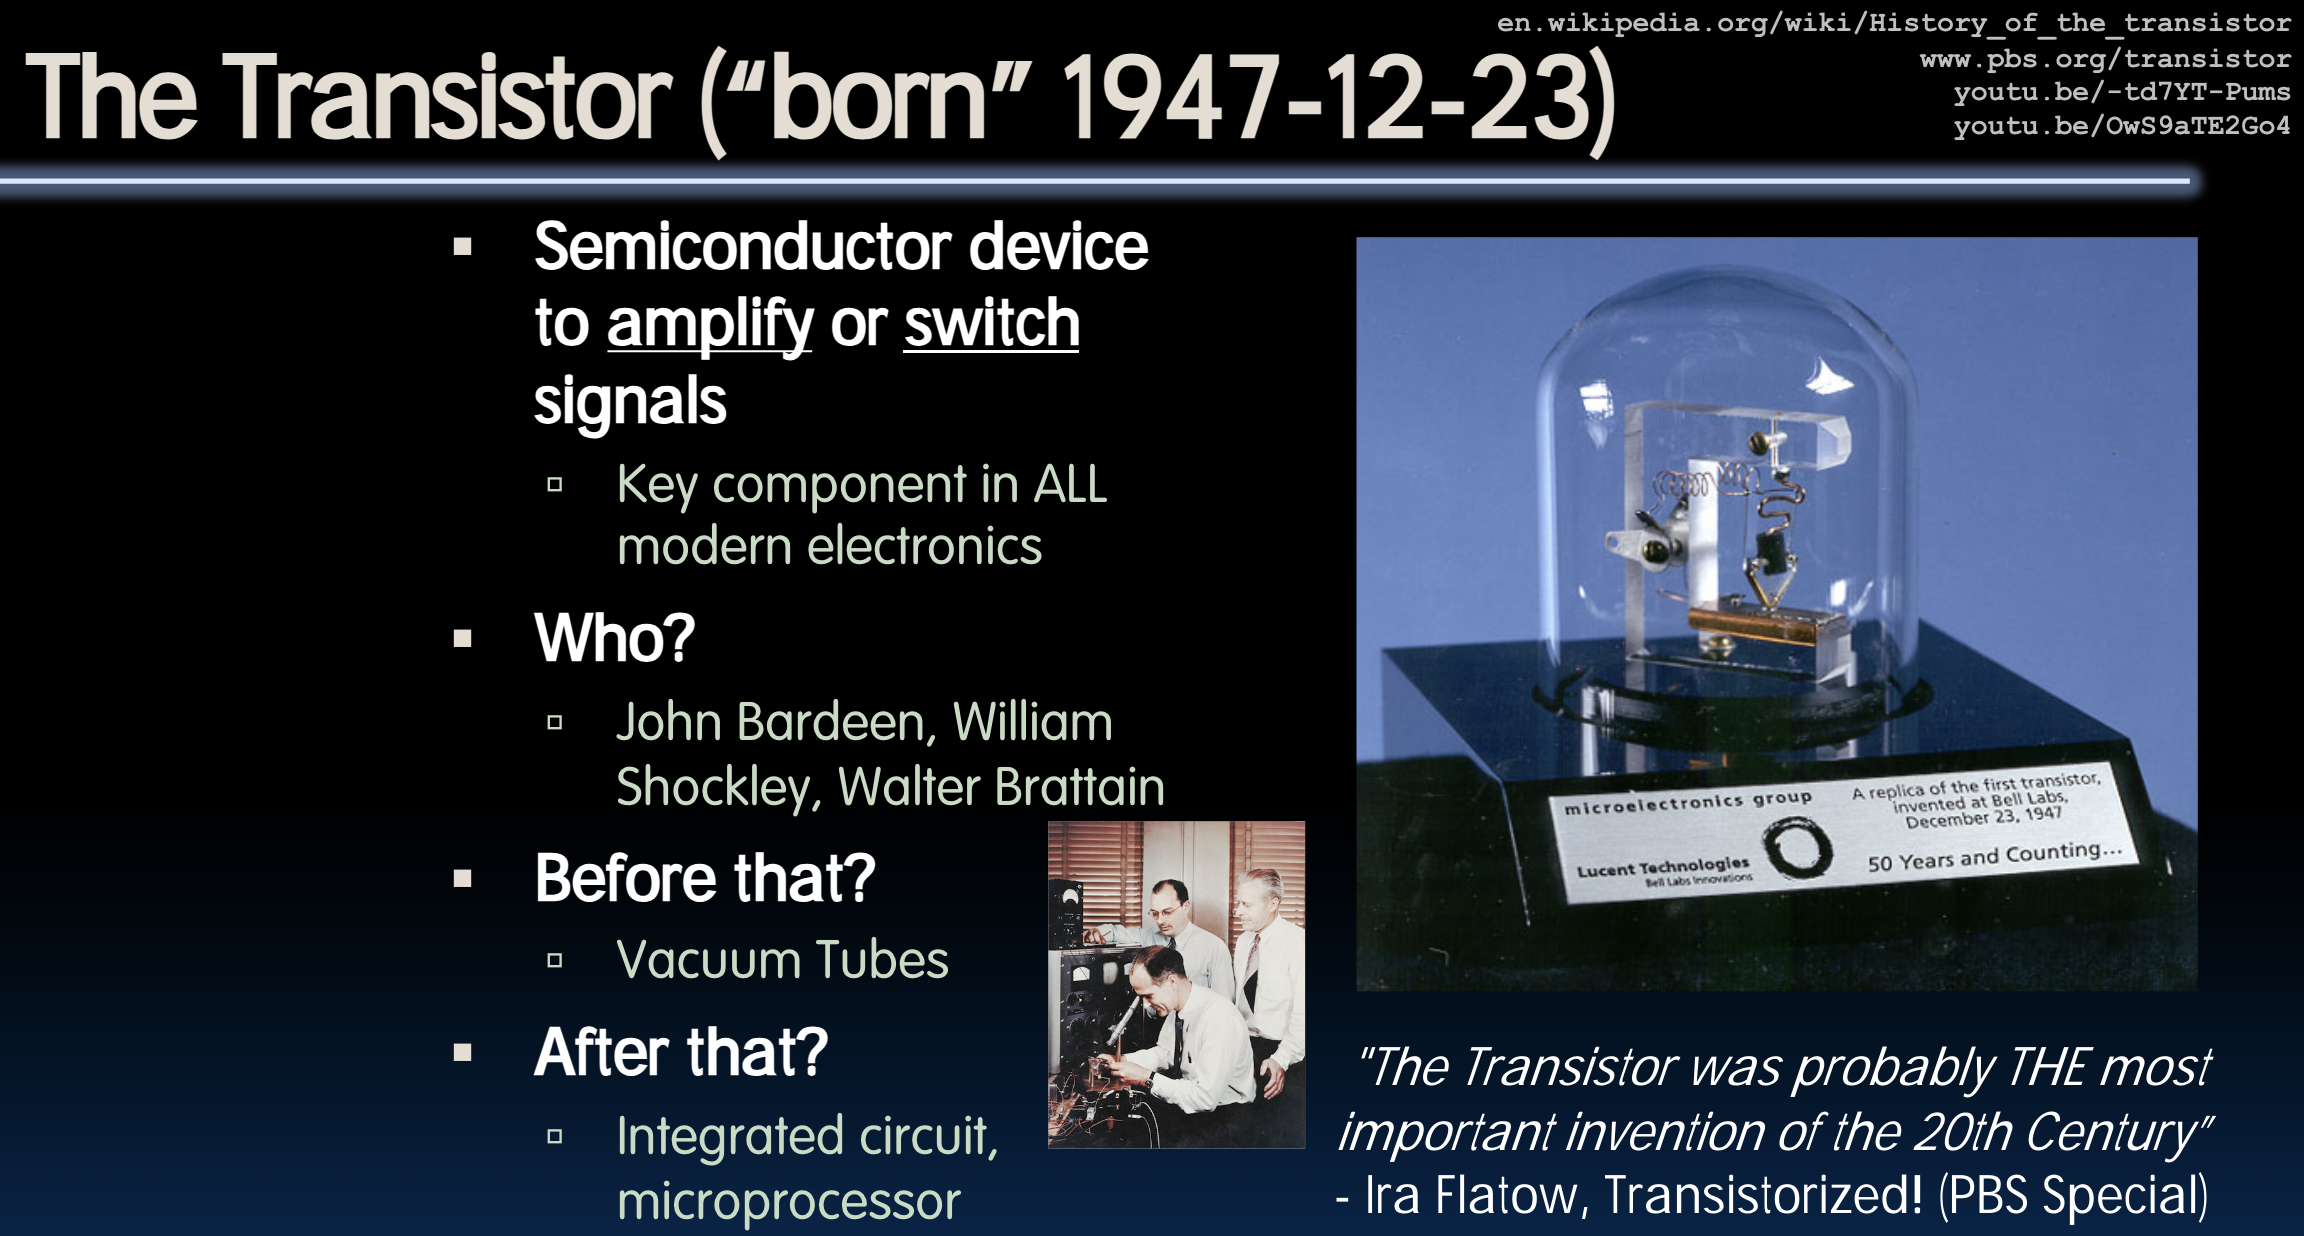 en.wikipedia.org/wiki/History_of_the_transistor
www.pbs.org/transistor
youtu.be/-td7YT-Pums
youtu.be/OwS9aTE2Go4
The Transistor (“born” 1947-12-23)
Semiconductor device
to amplify or switch
signals
Key component in ALL
modern electronics
Who?
John Bardeen, William
Shockley, Walter Brattain
Before that?
Vacuum Tubes
After that?
Integrated circuit,
microprocessor
microelectronics group
Lucent Technologies
Bell Labs Innovations
A replica of the first transistor,
invented at Bell Labs,
December 23, 1947
50 Years and Counting...
"The Transistor was probably THE most
important invention of the 20th Century"
- Ira Flatow, Transistorized! (PBS Special)